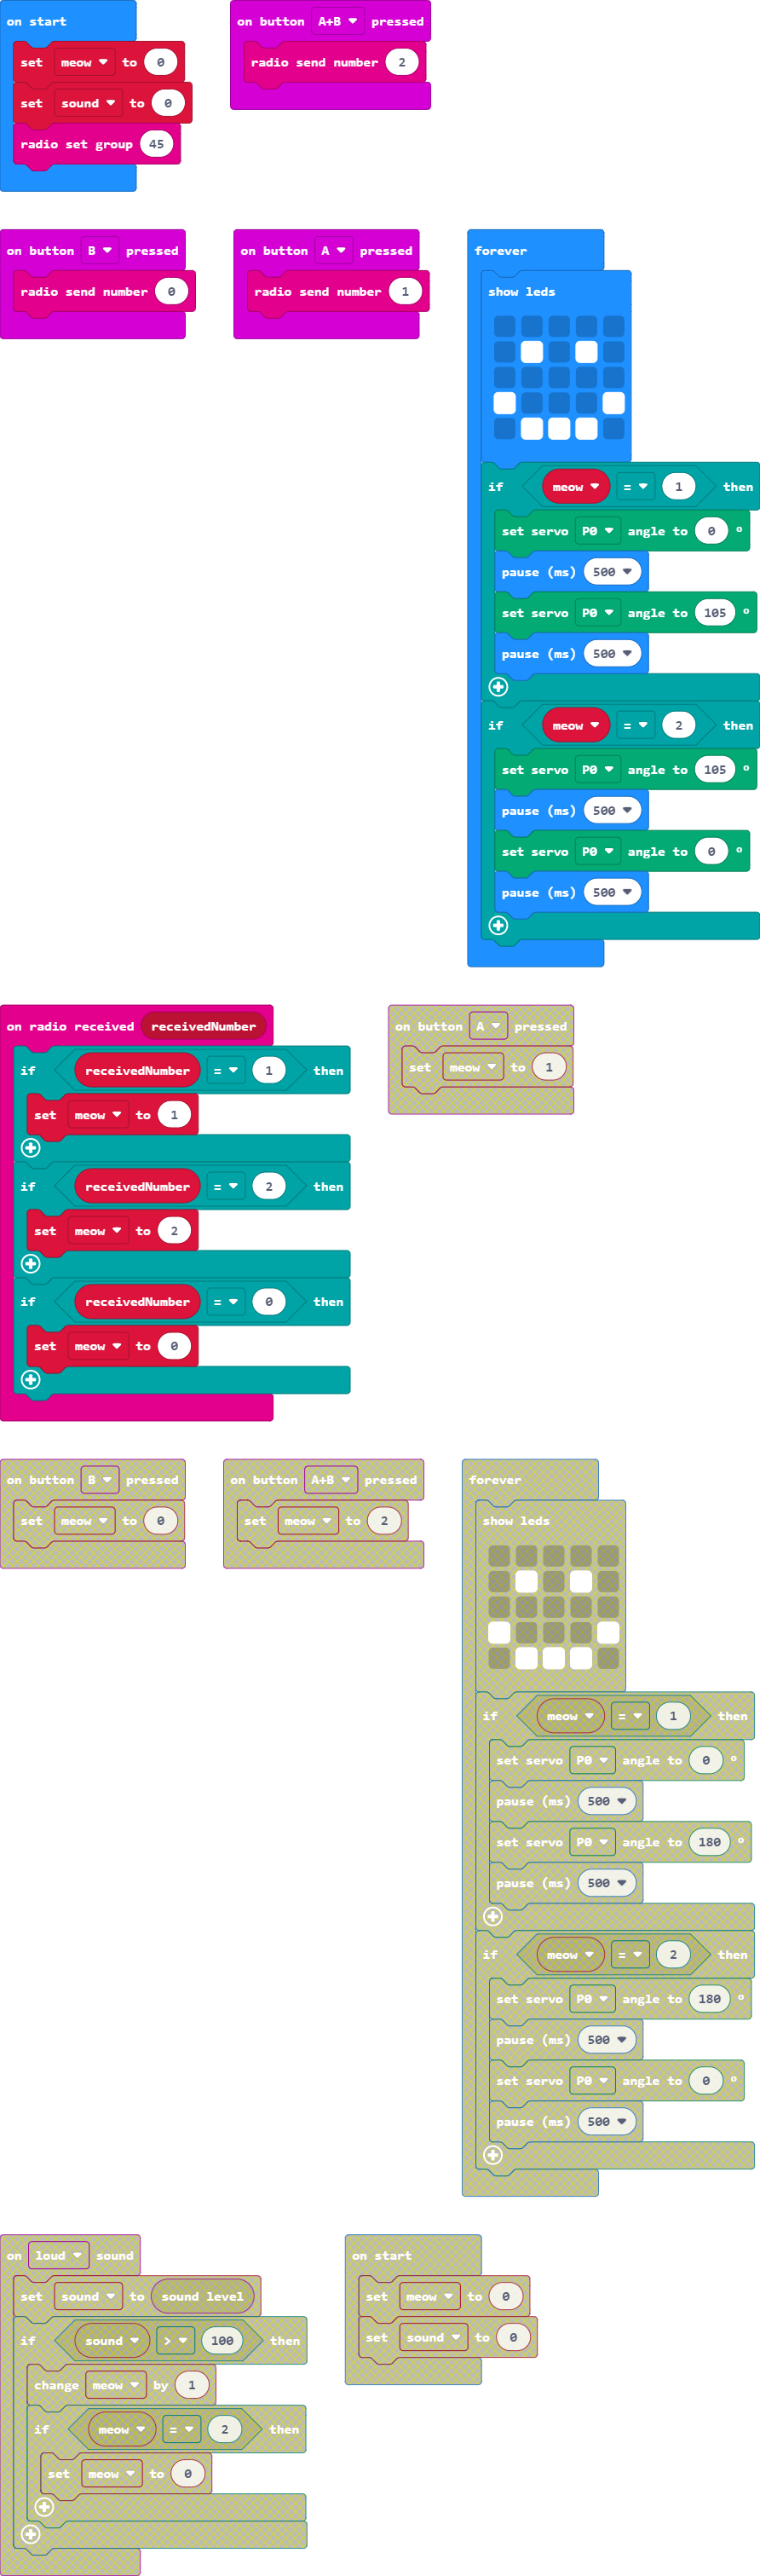 on start
set meow to 0
set sound to 0
radio set group 45
on button A+B pressed
radio send number 2
on button B pressed
radio send number 0
on button A pressed
radio send number 1
forever
show leds
if meow = 1 then
set servo P0 angle to 0 °
pause (ms) 500
set servo P0 angle to 105 °
pause (ms) 500
if meow = 2 then
set servo P0 angle to 105 °
pause (ms) 500
set servo P0 angle to 0 °
pause (ms) 500
on radio received receivedNumber
if receivedNumber = 1 then
set meow to 1
if receivedNumber = 2 then
set meow to 2
if receivedNumber = 0 then
set meow to 0
on button A pressed
set meow to 1
on button B pressed
set meow to 0
on button A+B pressed
set meow to 2
forever
show leds
if meow = 1 then
set servo P0 angle to 0 °
pause (ms) 500
set servo P0 angle to 180 °
pause (ms) 500
if meow = 2 then
set servo P0 angle to 180 °
pause (ms) 500
set servo P0 angle to 0 °
pause (ms) 500
on loud sound
set sound to sound level
if sound > 100 then
change meow by 1
if meow = 2 then
set meow to 0
on start
set meow to 0
set sound to 0